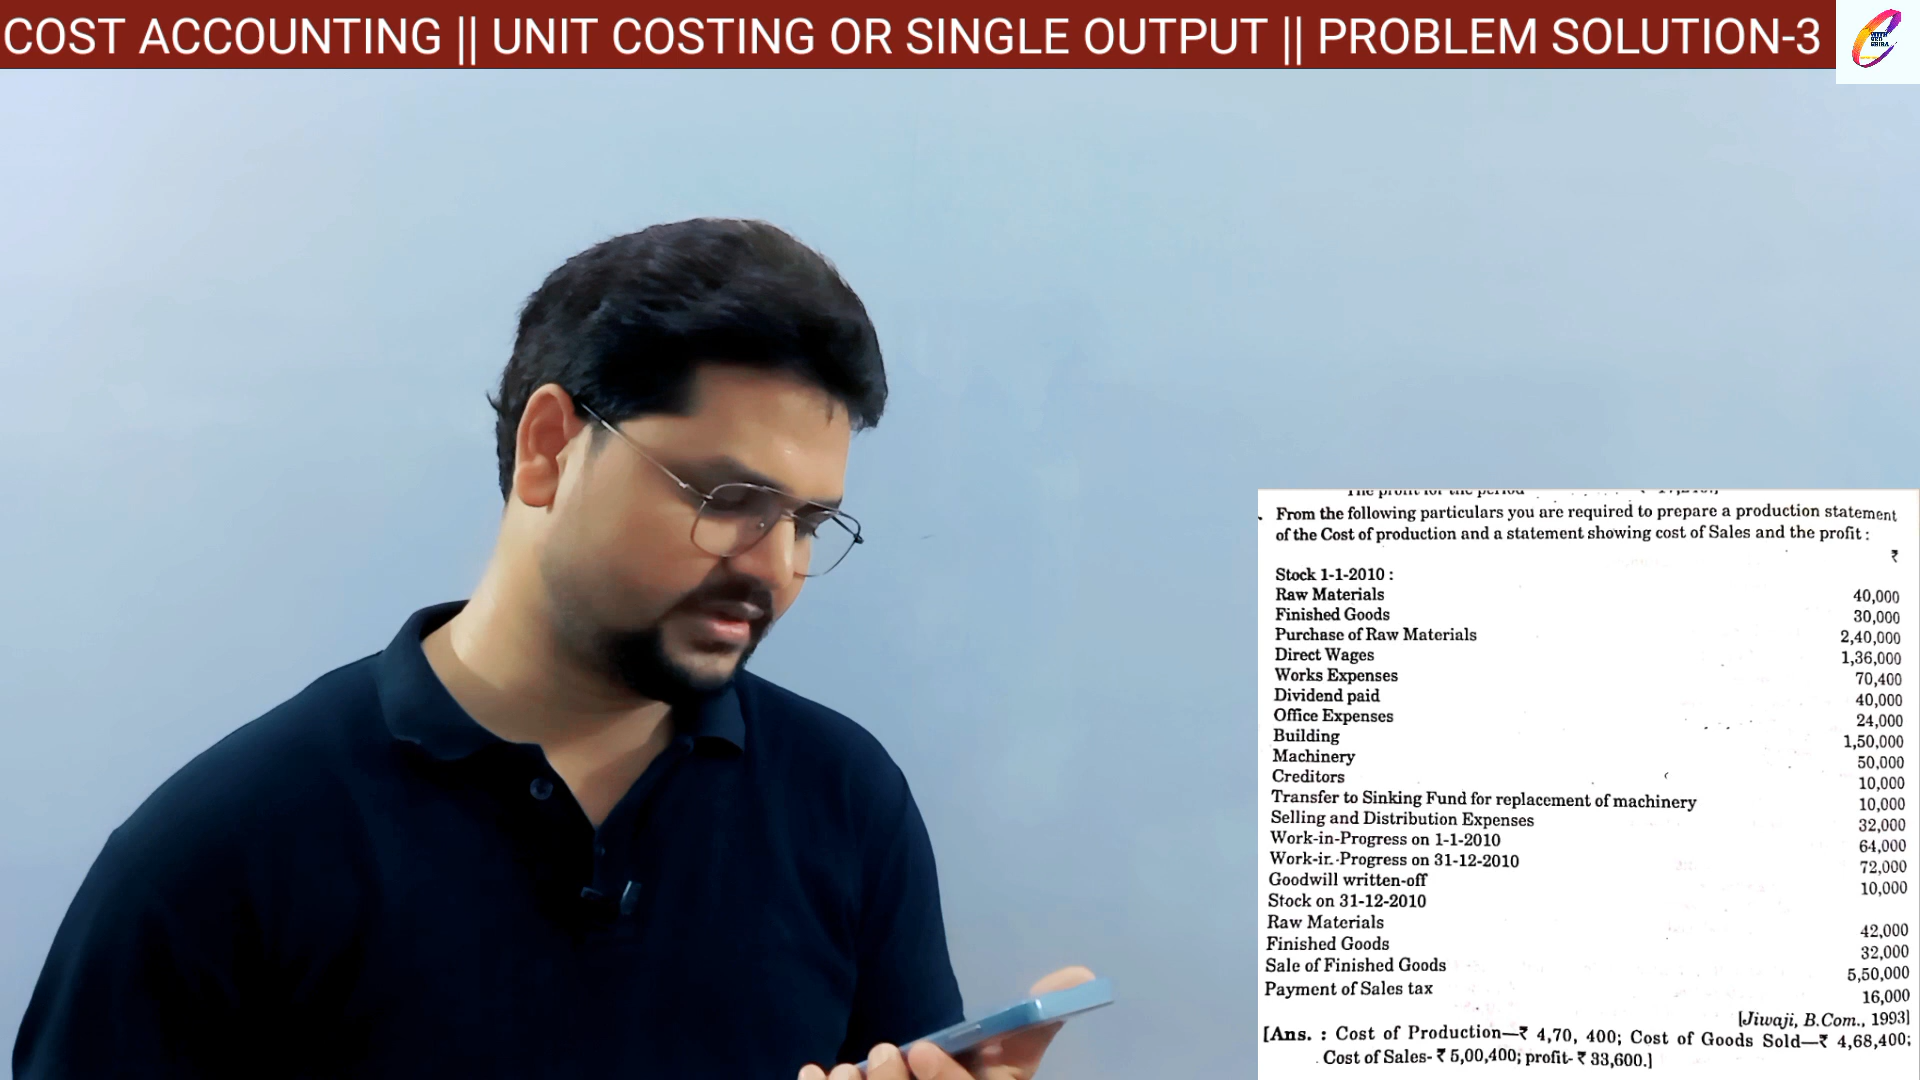 COST ACCOUNTING || UNIT COSTING OR SINGLE OUTPUT || PROBLEM SOLUTION-3
The profit for the period
From the following particulars you are required to prepare a production statement
of the Cost of production and a statement showing cost of Sales and the profit :
₹
Stock 1-1-2010 :
Raw Materials 40,000
Finished Goods 30,000
Purchase of Raw Materials 2,40,000
Direct Wages 1,36,000
Works Expenses 70,400
Dividend paid 40,000
Office Expenses 24,000
Building 1,50,000
Machinery 50,000
Creditors 10,000
Transfer to Sinking Fund for replacement of machinery 10,000
Selling and Distribution Expenses 32,000
Work-in-Progress on 1-1-2010 64,000
Work-in-Progress on 31-12-2010 72,000
Goodwill written-off 10,000
Stock on 31-12-2010
Raw Materials 42,000
Finished Goods 32,000
Sale of Finished Goods 5,50,000
Payment of Sales tax 16,000
[Jiwaji, B.Com., 1993]
[Ans. : Cost of Production—₹ 4,70, 400; Cost of Goods Sold—₹ 4,68,400;
Cost of Sales- ₹ 5,00,400; profit- ₹ 33,600.]